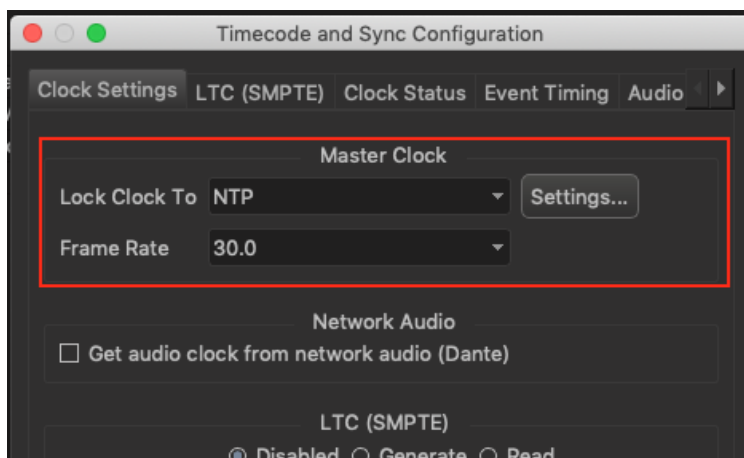 Timecode and Sync Configuration
Clock Settings LTC (SMPTE) Clock Status Event Timing Audio
Master Clock
Lock Clock To NTP Settings...
Frame Rate 30.0
Network Audio
Get audio clock from network audio (Dante)
LTC (SMPTE)
Disabled Generate Read